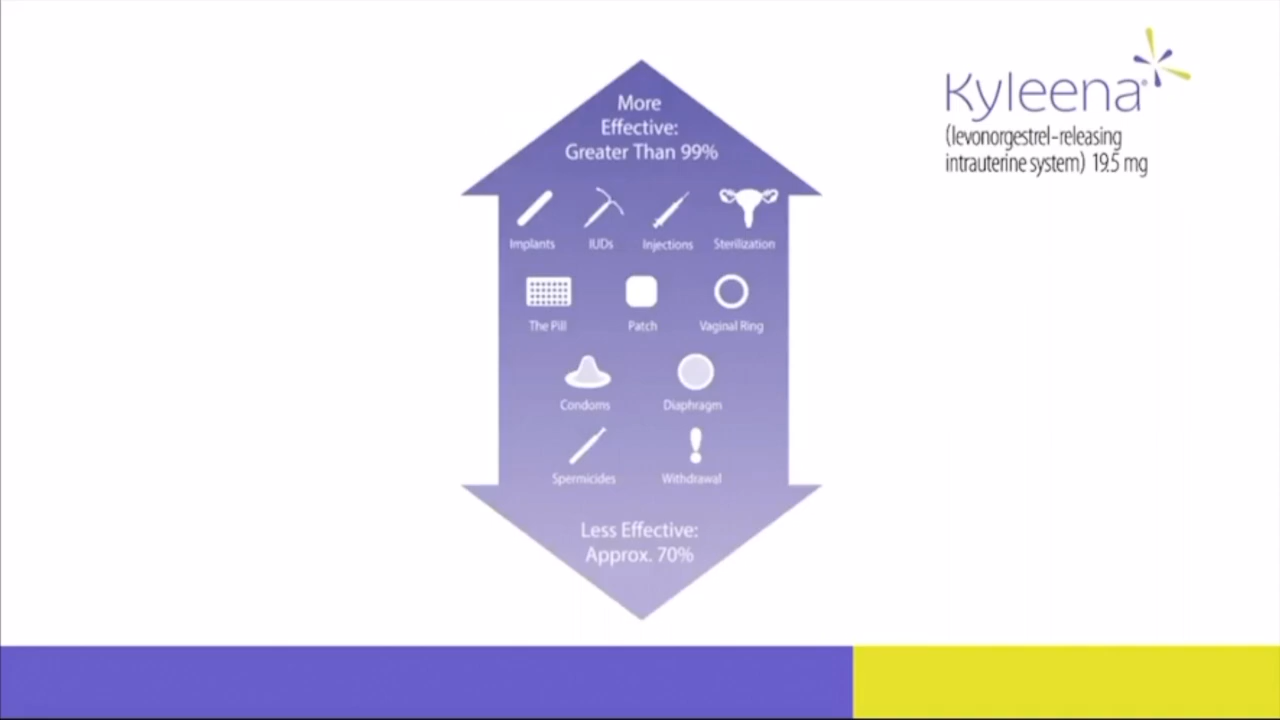 More
Effective:
Greater Than 99%
Implants IUDs Injections Sterilization
The Pill Patch Vaginal Ring
Condoms Diaphragm
Spermicides Withdrawal
Less Effective:
Approx. 70%
Kyleena®
(levonorgestrel-releasing
intrauterine system) 19.5 mg